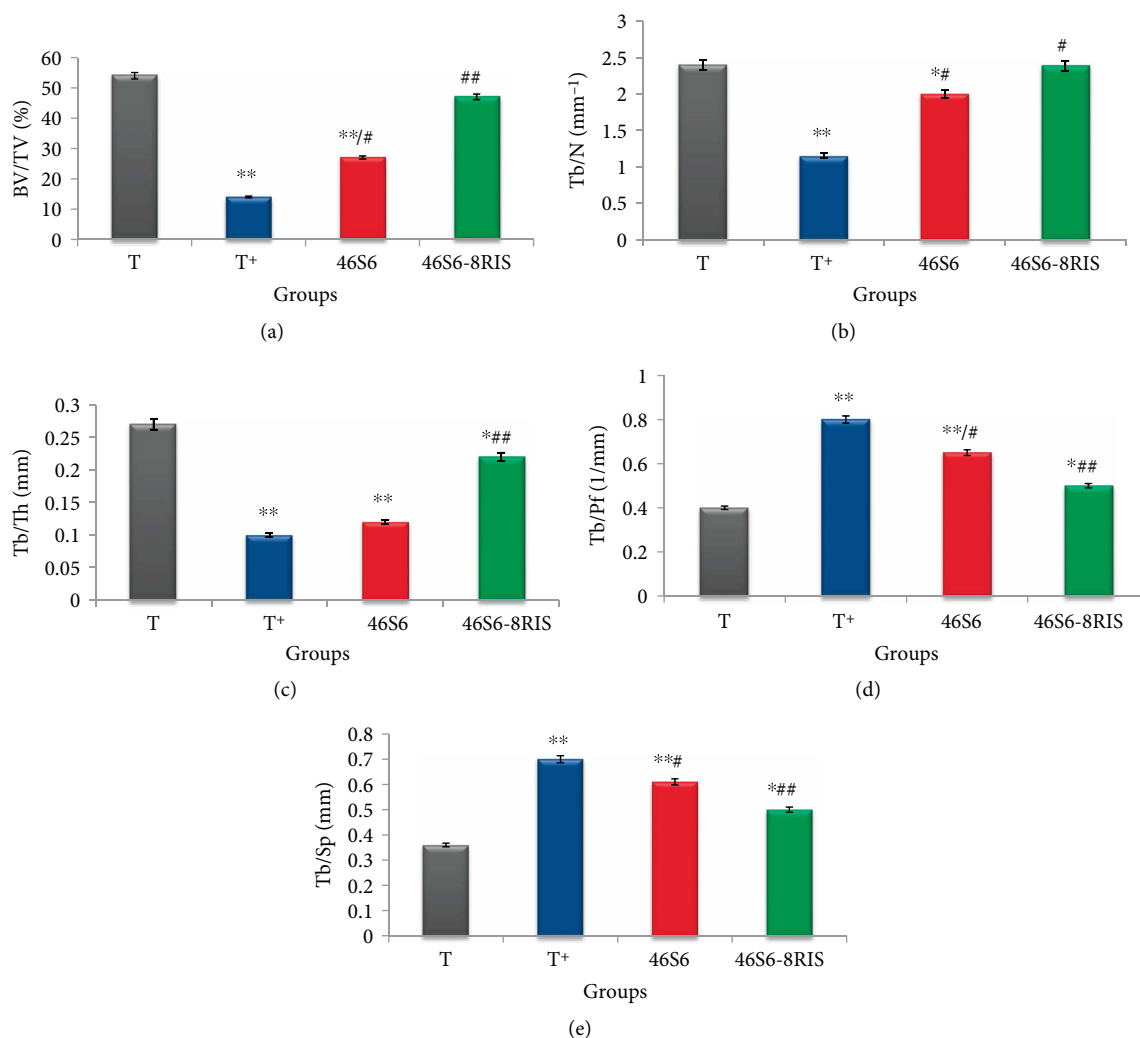 BV/TV (%)
60
50
40
30
20
10
0
**
**/#
##
T
T+
46S6
46S6-8RIS
Groups
(a)
Tb/N (mm−1)
3
2.5
2
1.5
1
0.5
0
**
*#
#
T
T+
46S6
46S6-8RIS
Groups
(b)
Tb/Th (mm)
0.3
0.25
0.2
0.15
0.1
0.05
0
**
**
*##
T
T+
46S6
46S6-8RIS
Groups
(c)
Tb/Pf (1/mm)
1
0.8
0.6
0.4
0.2
0
**
**/#
*##
T
T+
46S6
46S6-8RIS
Groups
(d)
Tb/Sp (mm)
0.8
0.7
0.6
0.5
0.4
0.3
0.2
0.1
0
**
**#
*##
T
T+
46S6
46S6-8RIS
Groups
(e)